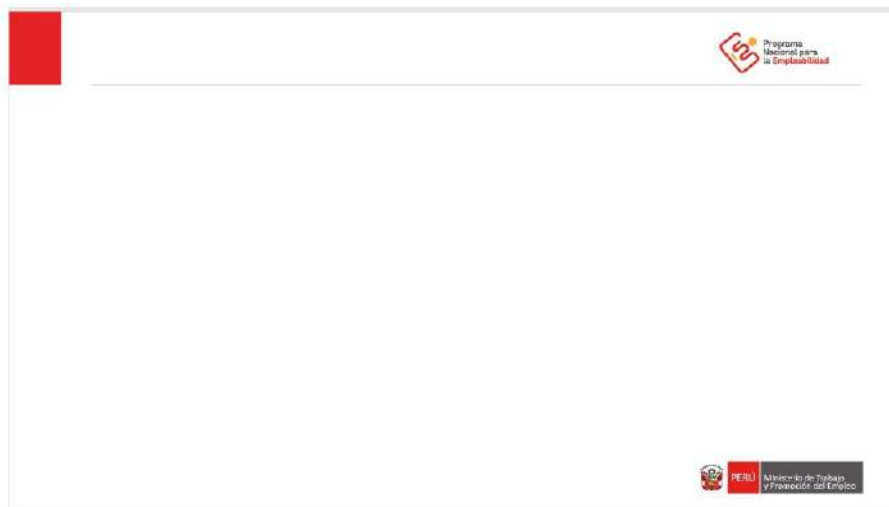 Programa
Nacional para
la Empleabilidad
PERÚ
Ministerio de Trabajo
y Promoción del Empleo